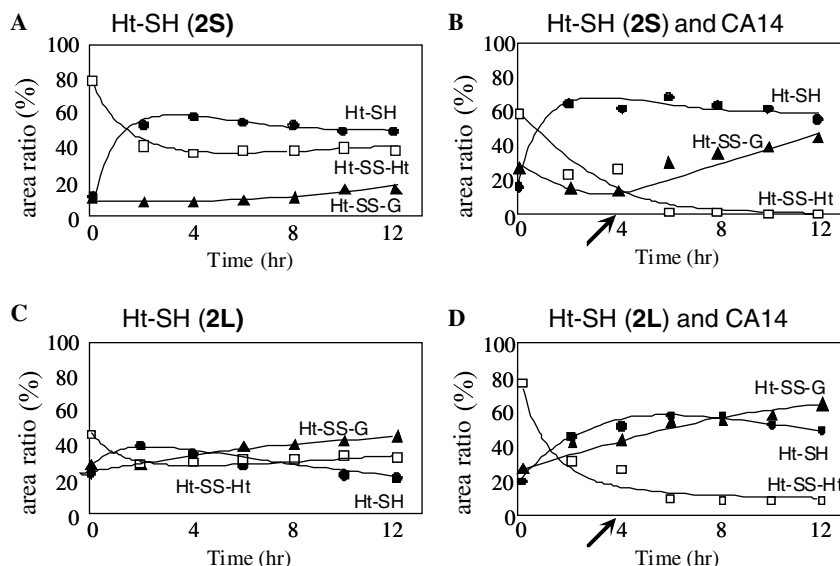 A
Ht-SH (2S)
100
80
60
40
20
0
area ratio (%)
Ht-SH
Ht-SS-Ht
Ht-SS-G
0 4 8 12
Time (hr)
B
Ht-SH (2S) and CA14
100
80
60
40
20
0
area ratio (%)
Ht-SH
Ht-SS-G
Ht-SS-Ht
0 4 8 12
Time (hr)
C
Ht-SH (2L)
100
80
60
40
20
0
area ratio (%)
Ht-SS-G
Ht-SS-Ht
Ht-SH
0 4 8 12
Time (hr)
D
Ht-SH (2L) and CA14
100
80
60
40
20
0
area ratio (%)
Ht-SS-G
Ht-SH
Ht-SS-Ht
0 4 8 12
Time (hr)